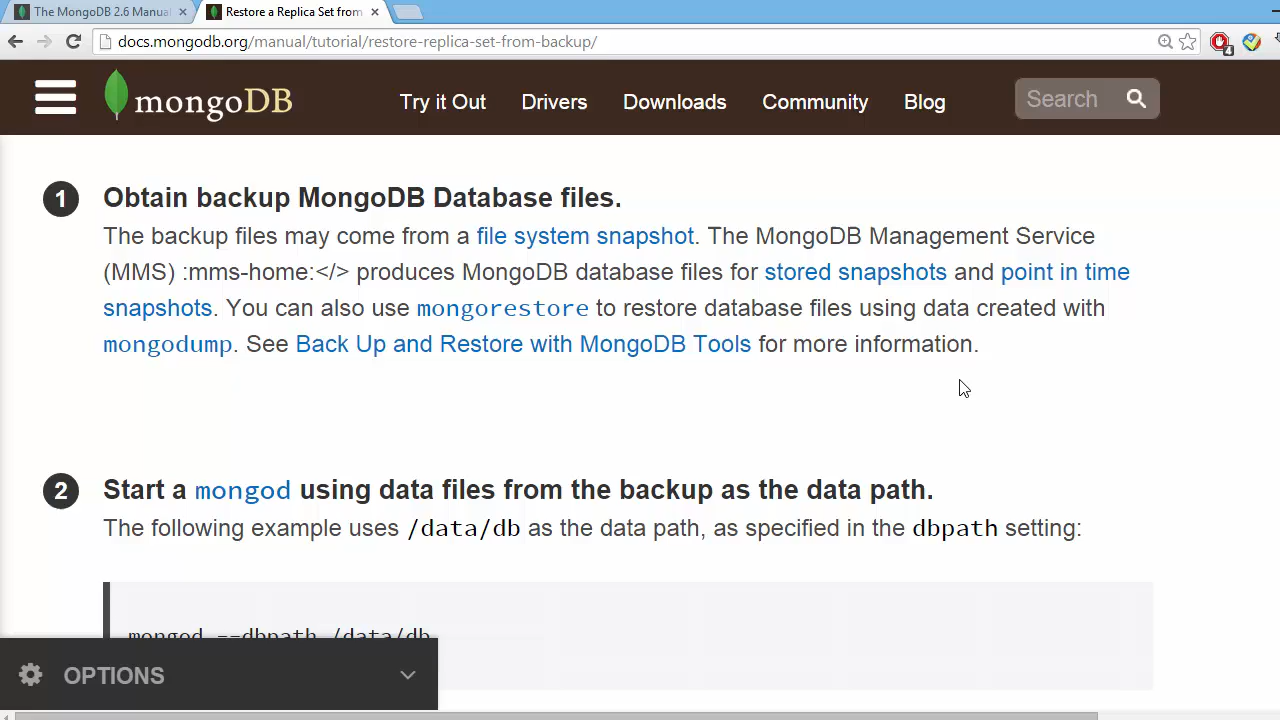 The MongoDB 2.6 Manual × Restore a Replica Set from ×
docs.mongodb.org/manual/tutorial/restore-replica-set-from-backup/
4
mongoDB Try it Out Drivers Downloads Community Blog Search
1 Obtain backup MongoDB Database files.
The backup files may come from a file system snapshot. The MongoDB Management Service
(MMS) :mms-home:</> produces MongoDB database files for stored snapshots and point in time
snapshots. You can also use mongorestore to restore database files using data created with
mongodump. See Back Up and Restore with MongoDB Tools for more information.
2 Start a mongod using data files from the backup as the data path.
The following example uses /data/db as the data path, as specified in the dbpath setting:
mongod --dbpath /data/db
OPTIONS